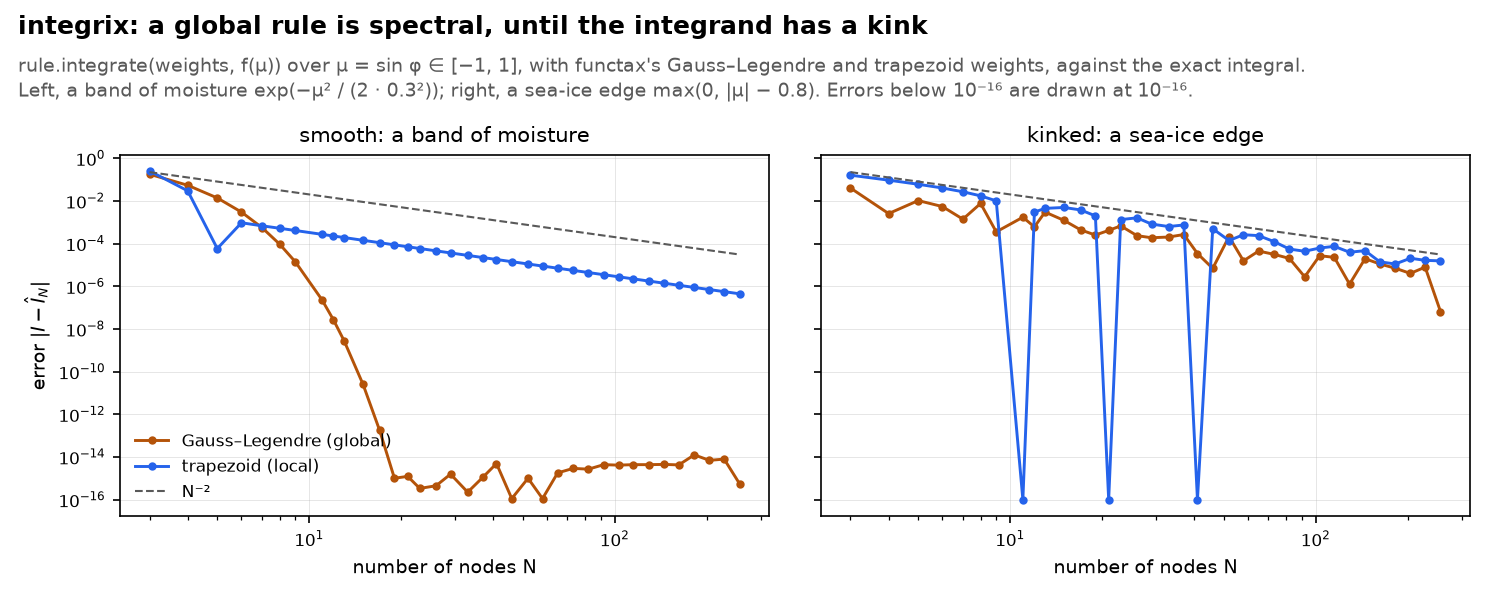 integrix: a global rule is spectral, until the integrand has a kink
rule.integrate(weights, f(μ)) over μ = sin φ ∈ [−1, 1], with functax's Gauss–Legendre and trapezoid weights, against the exact integral.
Left, a band of moisture exp(−μ² / (2 · 0.3²)); right, a sea-ice edge max(0, |μ| − 0.8). Errors below 10⁻¹⁶ are drawn at 10⁻¹⁶.
smooth: a band of moisture
error |I − Î_N|
10⁰
10⁻²
10⁻⁴
10⁻⁶
10⁻⁸
10⁻¹⁰
10⁻¹²
10⁻¹⁴
10⁻¹⁶
Gauss–Legendre (global)
trapezoid (local)
N⁻²
10¹ 10²
number of nodes N
kinked: a sea-ice edge
10¹ 10²
number of nodes N